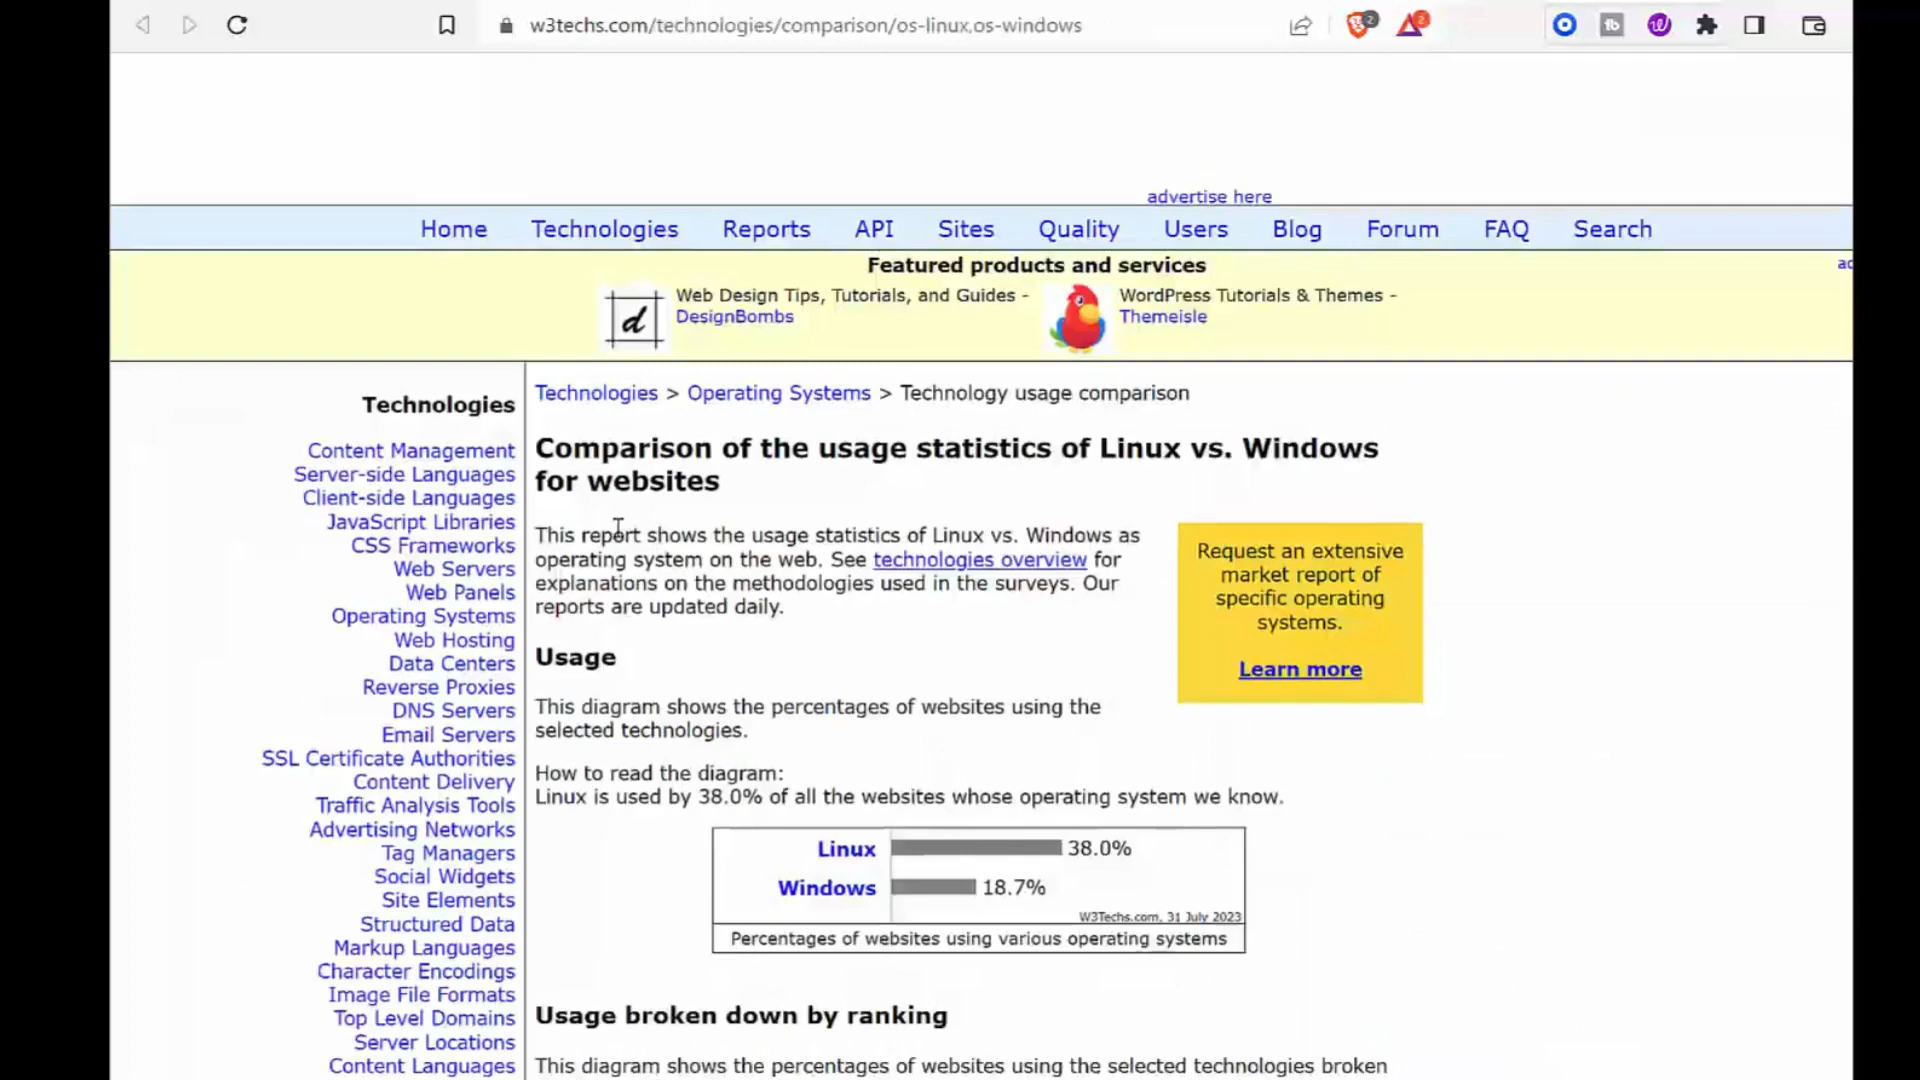 w3techs.com/technologies/comparison/os-linux,os-windows
2
2
tb
advertise here
Home Technologies Reports API Sites Quality Users Blog Forum FAQ Search
Featured products and services
ad
d
Web Design Tips, Tutorials, and Guides -
DesignBombs
WordPress Tutorials & Themes -
Themeisle
Technologies
Content Management
Server-side Languages
Client-side Languages
JavaScript Libraries
CSS Frameworks
Web Servers
Web Panels
Operating Systems
Web Hosting
Data Centers
Reverse Proxies
DNS Servers
Email Servers
SSL Certificate Authorities
Content Delivery
Traffic Analysis Tools
Advertising Networks
Tag Managers
Social Widgets
Site Elements
Structured Data
Markup Languages
Character Encodings
Image File Formats
Top Level Domains
Server Locations
Content Languages
Technologies > Operating Systems > Technology usage comparison
Comparison of the usage statistics of Linux vs. Windows
for websites
This report shows the usage statistics of Linux vs. Windows as
operating system on the web. See technologies overview for
explanations on the methodologies used in the surveys. Our
reports are updated daily.
Request an extensive
market report of
specific operating
systems.
Learn more
Usage
This diagram shows the percentages of websites using the
selected technologies.
How to read the diagram:
Linux is used by 38.0% of all the websites whose operating system we know.
Linux 38.0%
Windows 18.7%
W3Techs.com, 31 July 2023
Percentages of websites using various operating systems
Usage broken down by ranking
This diagram shows the percentages of websites using the selected technologies broken